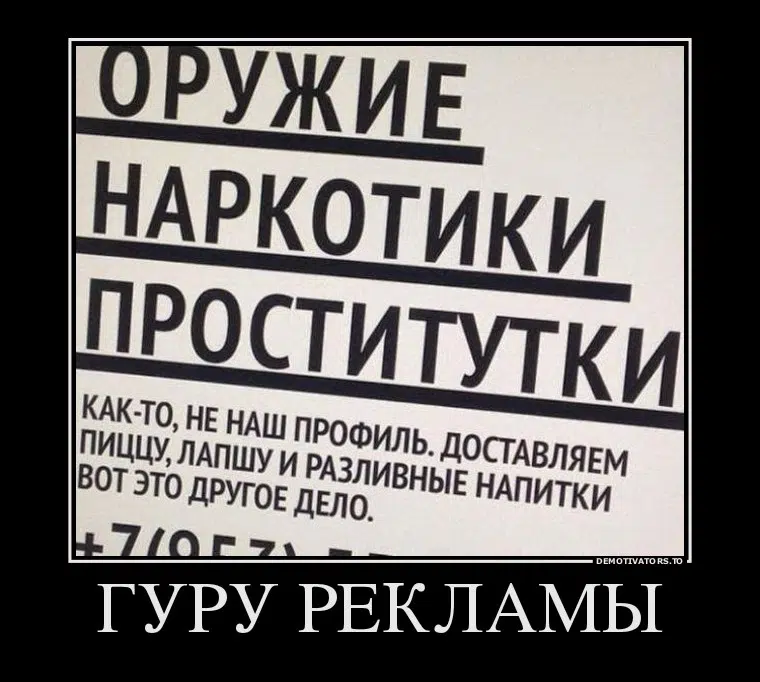 ОРУЖИЕ
НАРКОТИКИ
ПРОСТИТУТКИ
КАК-ТО, НЕ НАШ ПРОФИЛЬ. ДОСТАВЛЯЕМ
ПИЦЦУ, ЛАПШУ И РАЗЛИВНЫЕ НАПИТКИ
ВОТ ЭТО ДРУГОЕ ДЕЛО.
DEMOTIVATORS.TO
ГУРУ РЕКЛАМЫ